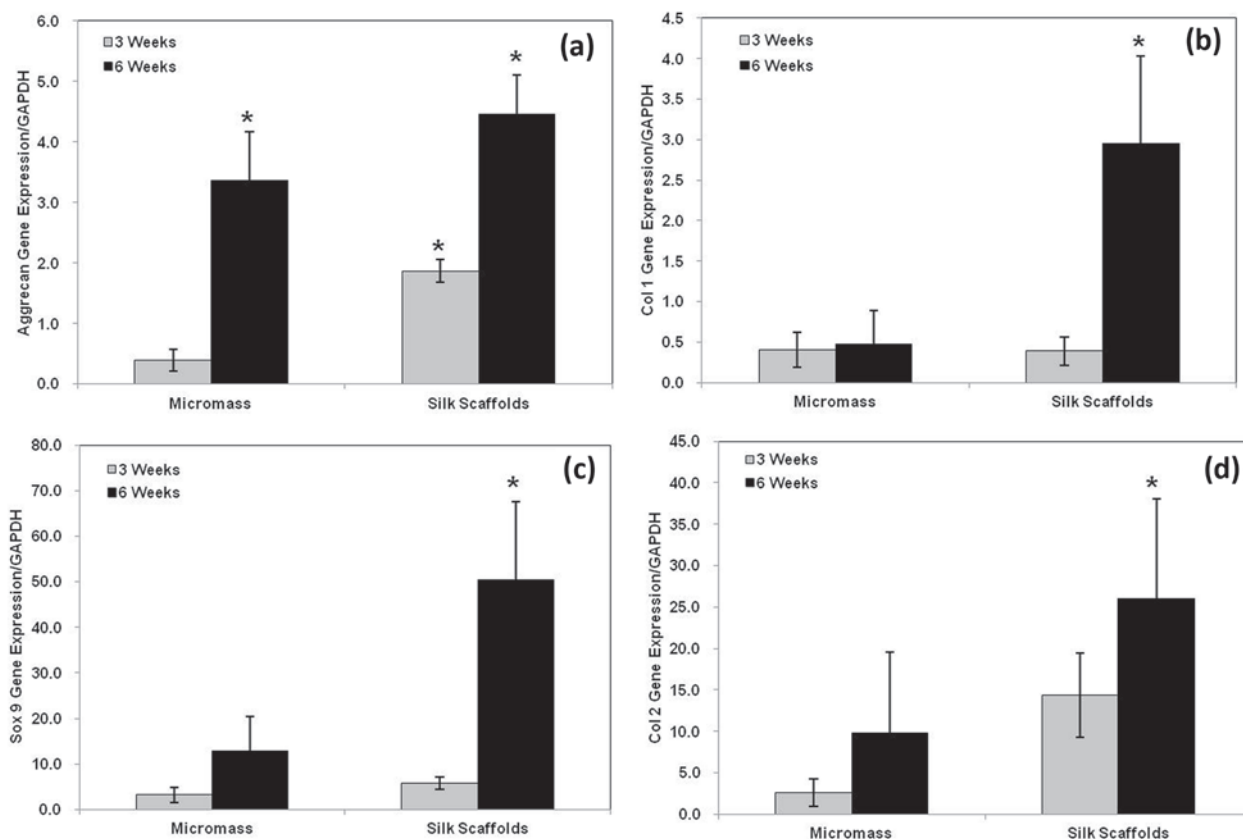 (a)
3 Weeks
6 Weeks
Aggrecan Gene Expression/GAPDH
6.0
5.0
4.0
3.0
2.0
1.0
0.0
*
*
*
Micromass
Silk Scaffolds
(b)
3 Weeks
6 Weeks
Col 1 Gene Expression/GAPDH
4.5
4.0
3.5
3.0
2.5
2.0
1.5
1.0
0.5
0.0
*
Micromass
Silk Scaffolds
(c)
3 Weeks
6 Weeks
Sox 9 Gene Expression/GAPDH
80.0
70.0
60.0
50.0
40.0
30.0
20.0
10.0
0.0
*
Micromass
Silk Scaffolds
(d)
3 Weeks
6 Weeks
Col 2 Gene Expression/GAPDH
45.0
40.0
35.0
30.0
25.0
20.0
15.0
10.0
5.0
0.0
*
Micromass
Silk Scaffolds